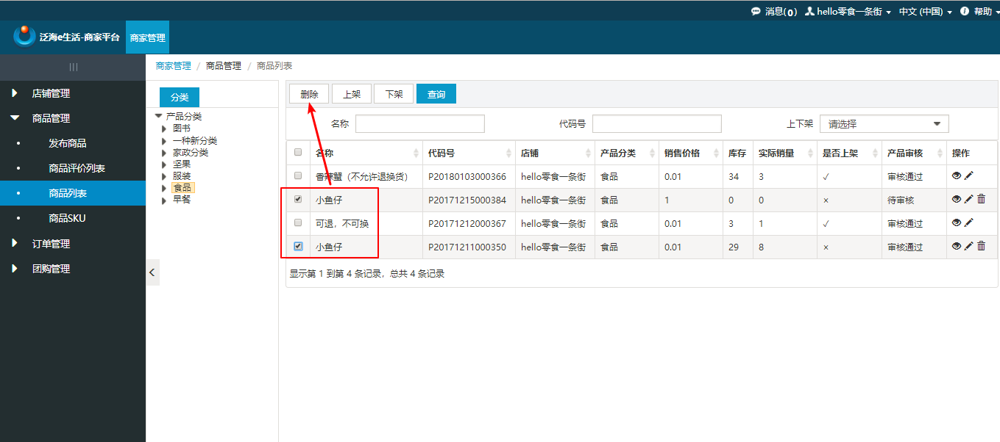 消息(0) hello零食一条街 中文 (中国) 帮助
泛海e生活-商家平台 商家管理
商家管理 / 商品管理 / 商品列表
店铺管理
商品管理
发布商品
商品评价列表
商品列表
商品SKU
订单管理
团购管理
分类
产品分类
图书
一种新分类
家政分类
坚果
服装
食品
早餐
删除 上架 下架 查询
名称 代码号 上下架 请选择
名称 代码号 店铺 产品分类 销售价格 库存 实际销量 是否上架 产品审核 操作
香辣蟹（不允许退换货） P20180103000366 hello零食一条街 食品 0.01 34 3 √ 审核通过
小鱼仔 P20171215000384 hello零食一条街 食品 1 0 0 × 待审核
可退，不可换 P20171212000367 hello零食一条街 食品 0.01 3 1 √ 审核通过
小鱼仔 P20171211000350 hello零食一条街 食品 0.01 29 8 × 审核通过
显示第 1 到第 4 条记录，总共 4 条记录